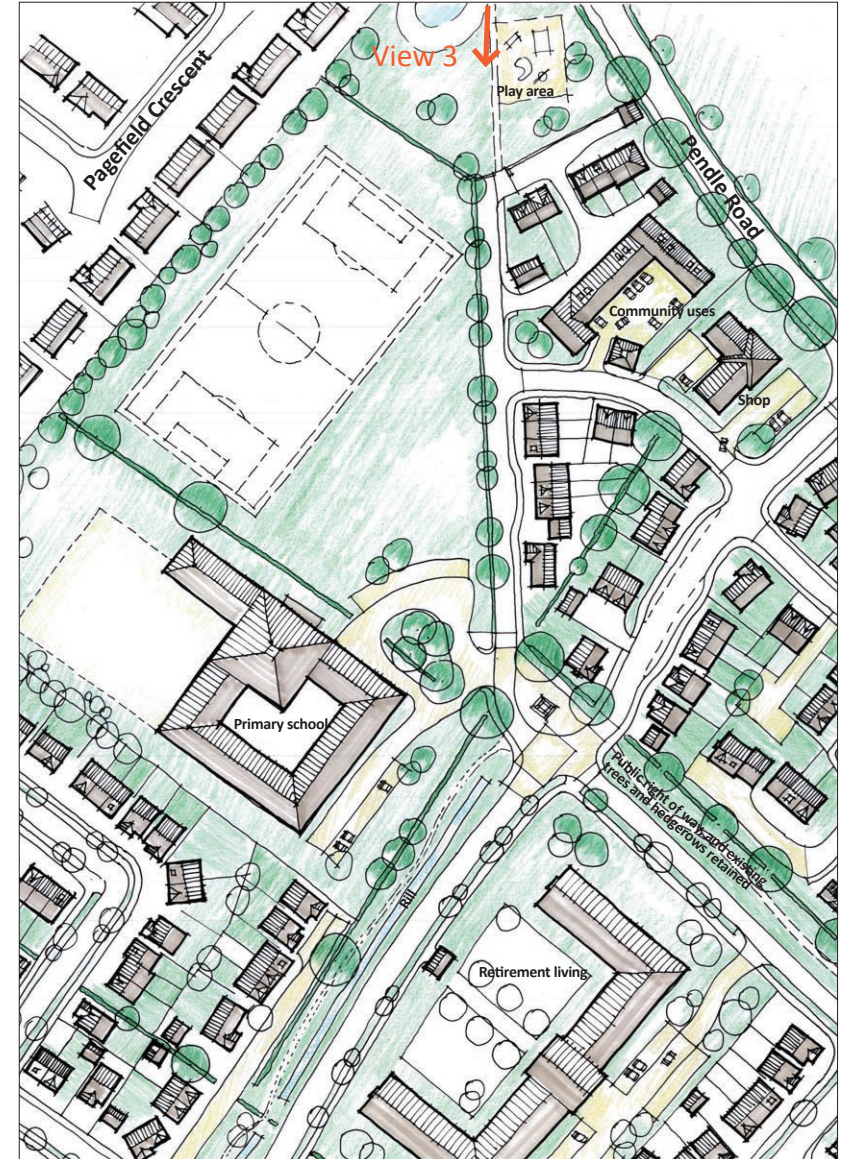 View 3
Play area
Pagefield Crescent
Pendle Road
Community uses
Shop
Primary school
Public right of way and existing
trees and hedgerows retained
Rill
Retirement living